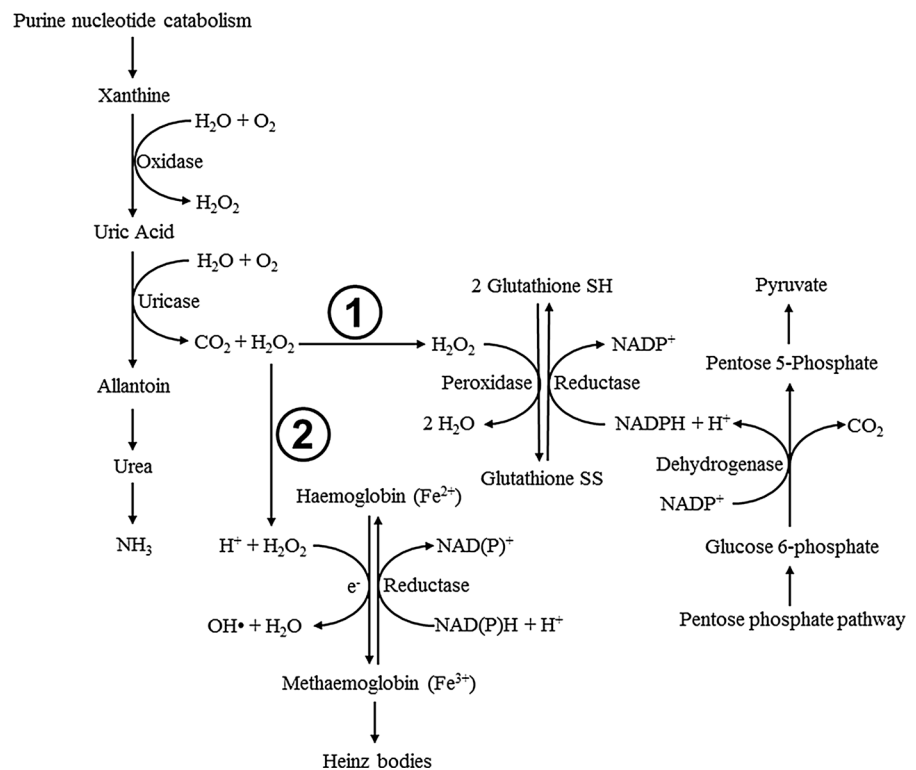 Purine nucleotide catabolism
Xanthine
H₂O + O₂
Oxidase
H₂O₂
Uric Acid
H₂O + O₂
Uricase
CO₂ + H₂O₂
Allantoin
Urea
NH₃
1
2
2 Glutathione SH
H₂O₂
NADP⁺
Peroxidase
Reductase
2 H₂O
NADPH + H⁺
Glutathione SS
Pyruvate
Pentose 5-Phosphate
CO₂
Dehydrogenase
NADP⁺
Glucose 6-phosphate
Pentose phosphate pathway
Haemoglobin (Fe²⁺)
H⁺ + H₂O₂
NAD(P)⁺
e⁻
Reductase
OH• + H₂O
NAD(P)H + H⁺
Methaemoglobin (Fe³⁺)
Heinz bodies